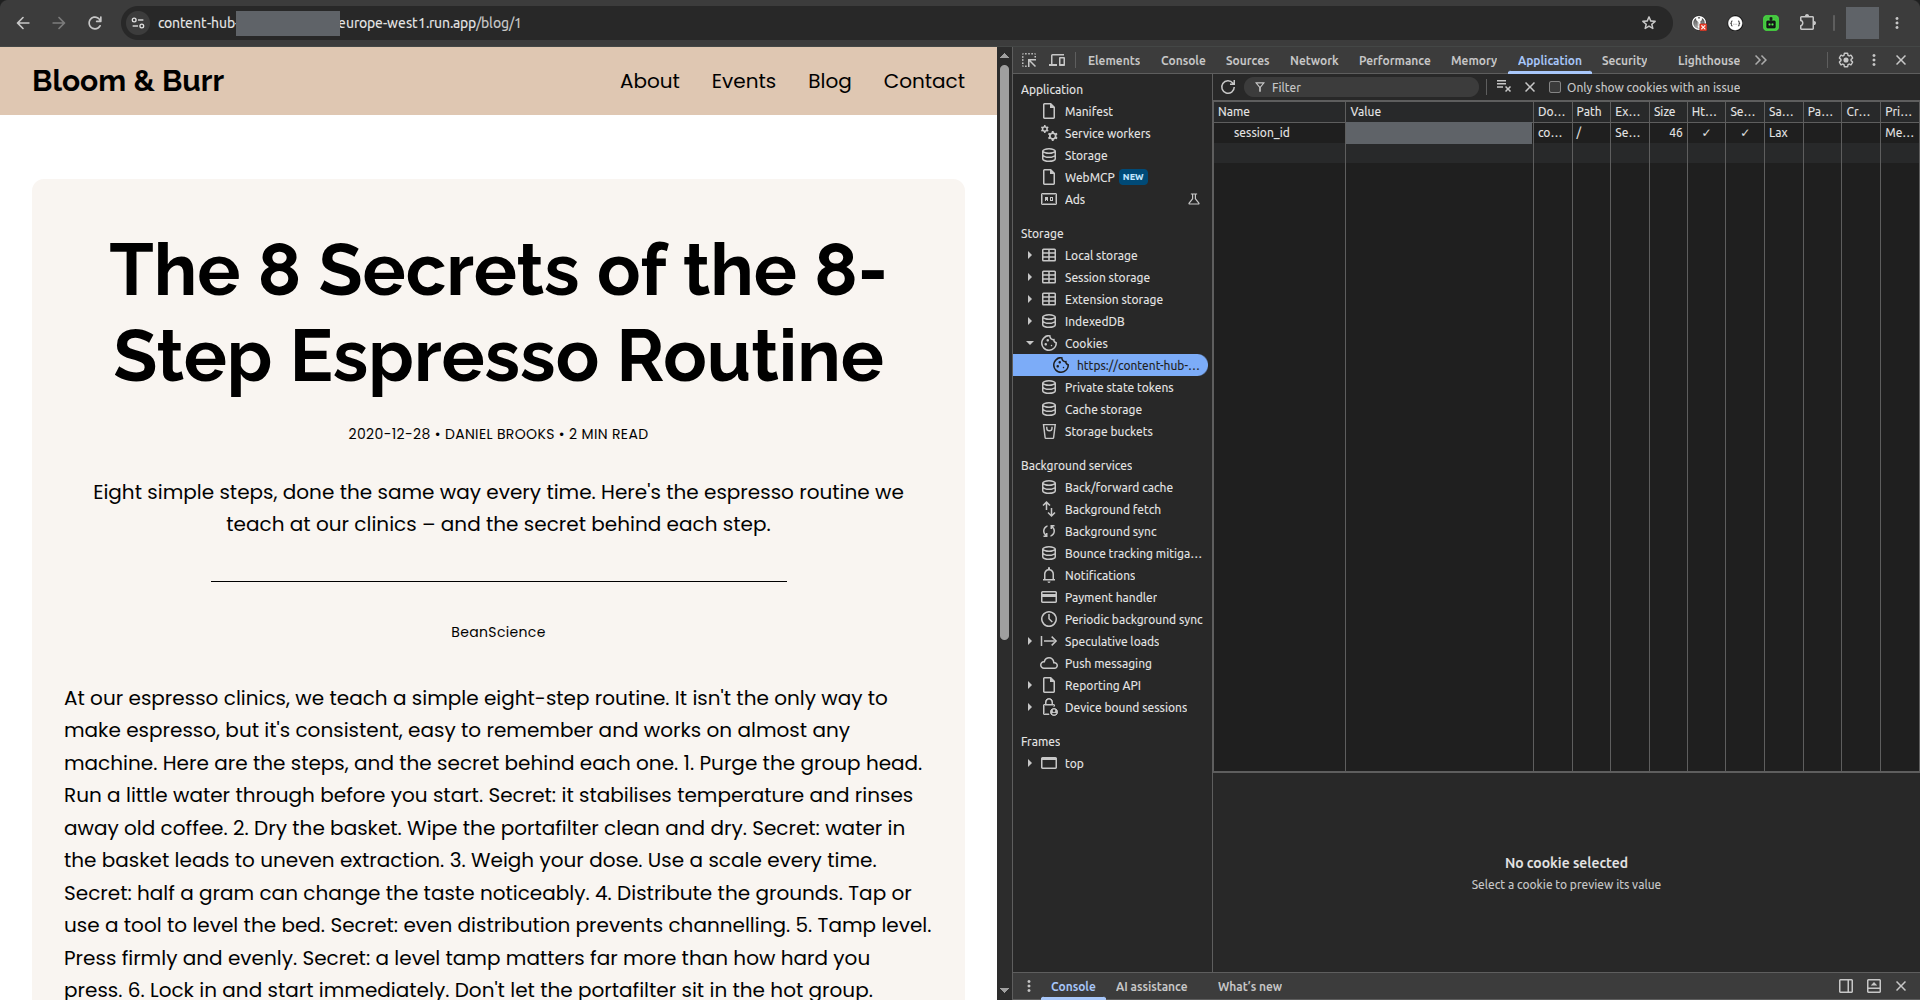 content-hub-
europe-west1.run.app/blog/1
Bloom & Burr
About Events Blog Contact
The 8 Secrets of the 8-
Step Espresso Routine
2020-12-28 • DANIEL BROOKS • 2 MIN READ
Eight simple steps, done the same way every time. Here's the espresso routine we
teach at our clinics – and the secret behind each step.
BeanScience
At our espresso clinics, we teach a simple eight-step routine. It isn't the only way to
make espresso, but it's consistent, easy to remember and works on almost any
machine. Here are the steps, and the secret behind each one. 1. Purge the group head.
Run a little water through before you start. Secret: it stabilises temperature and rinses
away old coffee. 2. Dry the basket. Wipe the portafilter clean and dry. Secret: water in
the basket leads to uneven extraction. 3. Weigh your dose. Use a scale every time.
Secret: half a gram can change the taste noticeably. 4. Distribute the grounds. Tap or
use a tool to level the bed. Secret: even distribution prevents channelling. 5. Tamp level.
Press firmly and evenly. Secret: a level tamp matters far more than how hard you
press. 6. Lock in and start immediately. Don't let the portafilter sit in the hot group.
Elements Console Sources Network Performance Memory Application Security Lighthouse
Application
Manifest
Service workers
Storage
WebMCP NEW
Ads
Storage
Local storage
Session storage
Extension storage
IndexedDB
Cookies
https://content-hub-...
Private state tokens
Cache storage
Storage buckets
Background services
Back/forward cache
Background fetch
Background sync
Bounce tracking mitiga...
Notifications
Payment handler
Periodic background sync
Speculative loads
Push messaging
Reporting API
Device bound sessions
Frames
top
Filter
Only show cookies with an issue
Name Value Do... Path Ex... Size Ht... Se... Sa... Pa... Cr... Pri...
session_id co... / Se... 46 ✓ ✓ Lax Me...
No cookie selected
Select a cookie to preview its value
Console AI assistance What's new